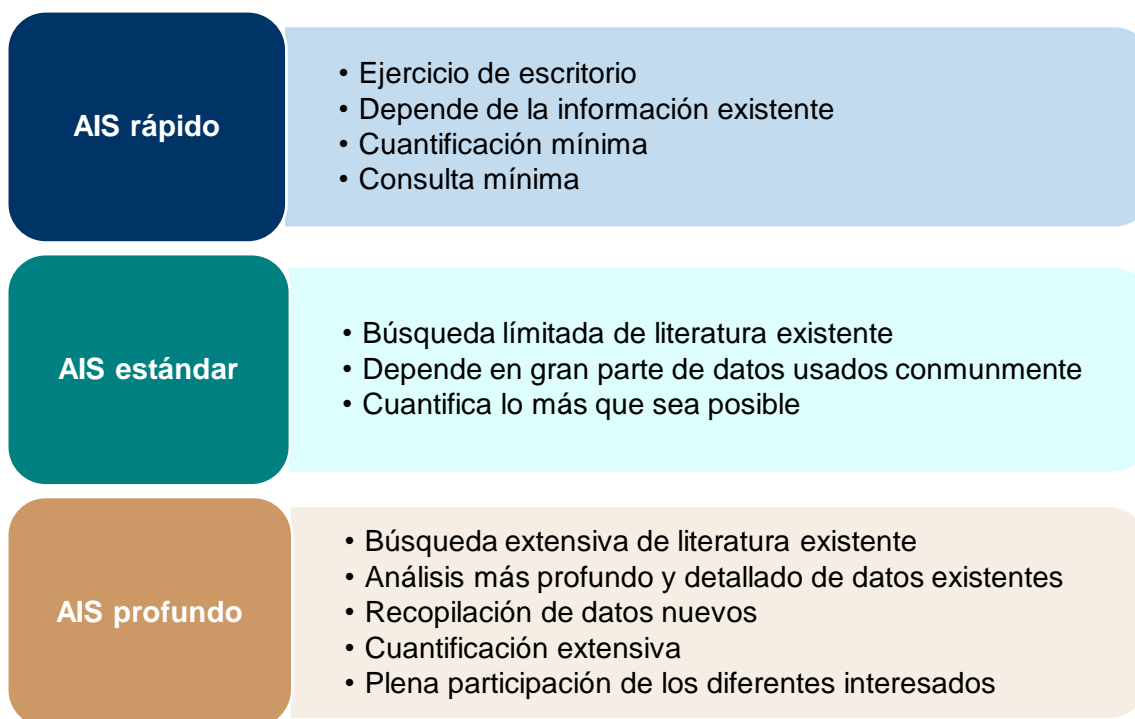 AIS rápido
• Ejercicio de escritorio
• Depende de la información existente
• Cuantificación mínima
• Consulta mínima
AIS estándar
• Búsqueda límitada de literatura existente
• Depende en gran parte de datos usados conmunmente
• Cuantifica lo más que sea posible
AIS profundo
• Búsqueda extensiva de literatura existente
• Análisis más profundo y detallado de datos existentes
• Recopilación de datos nuevos
• Cuantificación extensiva
• Plena participación de los diferentes interesados